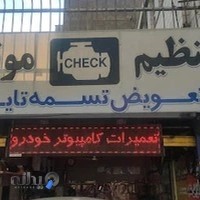 تنظیم CHECK مو
تعویض تسمه تای
تعمیرات کامپیوتر خودرو